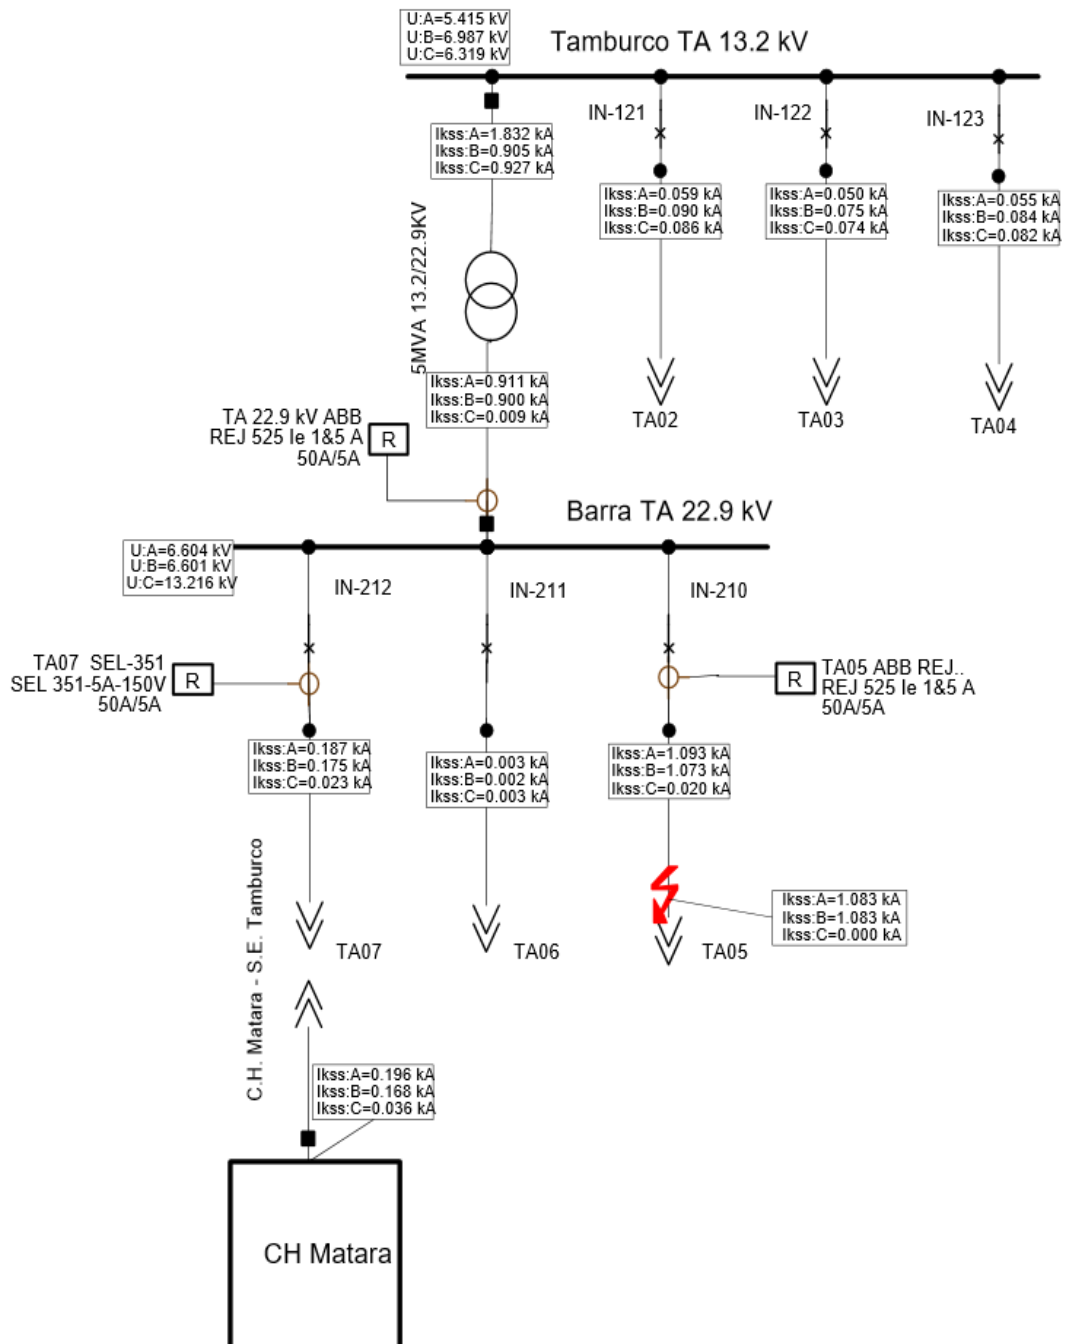 U:A=5.415 kV
U:B=6.987 kV
U:C=6.319 kV
Tamburco TA 13.2 kV
IN-121
IN-122
IN-123
Ikss:A=1.832 kA
Ikss:B=0.905 kA
Ikss:C=0.927 kA
Ikss:A=0.059 kA
Ikss:B=0.090 kA
Ikss:C=0.086 kA
Ikss:A=0.050 kA
Ikss:B=0.075 kA
Ikss:C=0.074 kA
Ikss:A=0.055 kA
Ikss:B=0.084 kA
Ikss:C=0.082 kA
5MVA 13.2/22.9KV
TA02
TA03
TA04
Ikss:A=0.911 kA
Ikss:B=0.900 kA
Ikss:C=0.009 kA
TA 22.9 kV ABB
REJ 525 Ie 1&5 A
50A/5A
R
Barra TA 22.9 kV
U:A=6.604 kV
U:B=6.601 kV
U:C=13.216 kV
IN-212
IN-211
IN-210
TA07 SEL-351
SEL 351-5A-150V
50A/5A
R
R
TA05 ABB REJ..
REJ 525 Ie 1&5 A
50A/5A
Ikss:A=0.187 kA
Ikss:B=0.175 kA
Ikss:C=0.023 kA
Ikss:A=0.003 kA
Ikss:B=0.002 kA
Ikss:C=0.003 kA
Ikss:A=1.093 kA
Ikss:B=1.073 kA
Ikss:C=0.020 kA
Ikss:A=1.083 kA
Ikss:B=1.083 kA
Ikss:C=0.000 kA
TA07
TA06
TA05
C.H. Matara - S.E. Tamburco
Ikss:A=0.196 kA
Ikss:B=0.168 kA
Ikss:C=0.036 kA
CH Matara